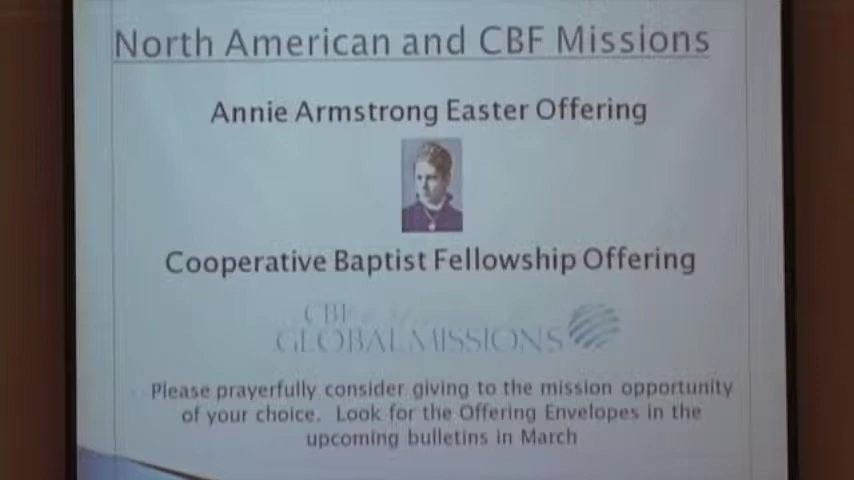 North American and CBF Missions
Annie Armstrong Easter Offering
Cooperative Baptist Fellowship Offering
CBF
GLOBAL MISSIONS
Please prayerfully consider giving to the mission opportunity
of your choice. Look for the Offering Envelopes in the
upcoming bulletins in March